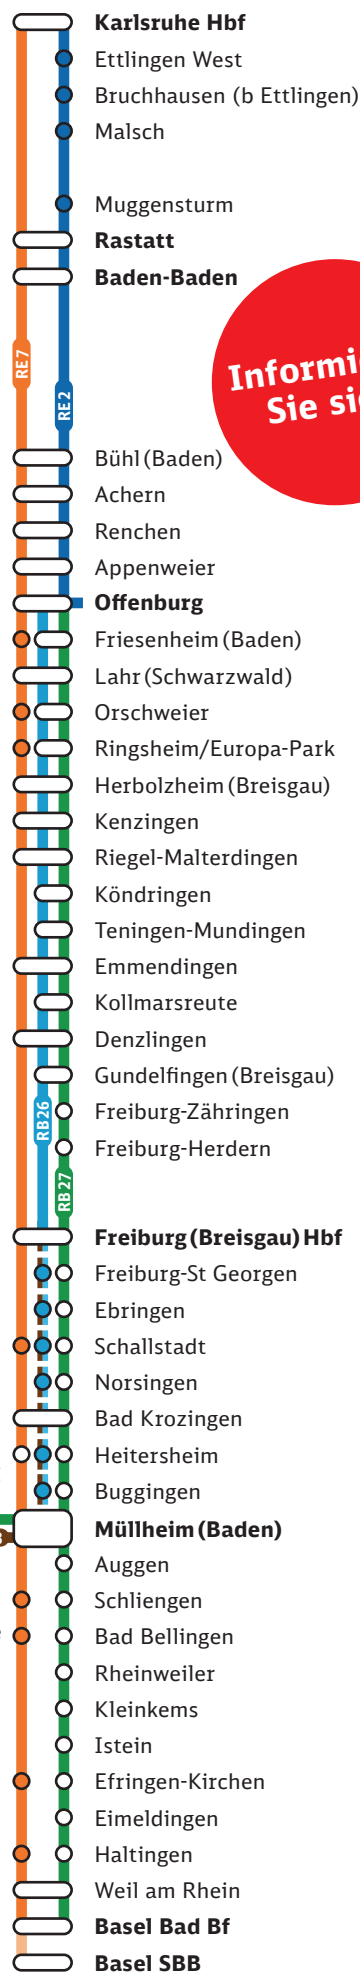 Karlsruhe Hbf
Ettlingen West
Bruchhausen (b Ettlingen)
Malsch
Muggensturm
Rastatt
Baden-Baden
RE 7
RE 2
Bühl (Baden)
Achern
Renchen
Appenweier
Offenburg
Friesenheim (Baden)
Lahr (Schwarzwald)
Orschweier
Ringsheim/Europa-Park
Herbolzheim (Breisgau)
Kenzingen
Riegel-Malterdingen
Köndringen
Teningen-Mundingen
Emmendingen
Kollmarsreute
Denzlingen
Gundelfingen (Breisgau)
RB 26
Freiburg-Zähringen
Freiburg-Herdern
RB 27
Freiburg (Breisgau) Hbf
Freiburg-St Georgen
Ebringen
Schallstadt
Norsingen
Bad Krozingen
Heitersheim
Buggingen
Müllheim (Baden)
Auggen
Schliengen
Bad Bellingen
Rheinweiler
Kleinkems
Istein
Efringen-Kirchen
Eimeldingen
Haltingen
Weil am Rhein
Basel Bad Bf
Basel SBB